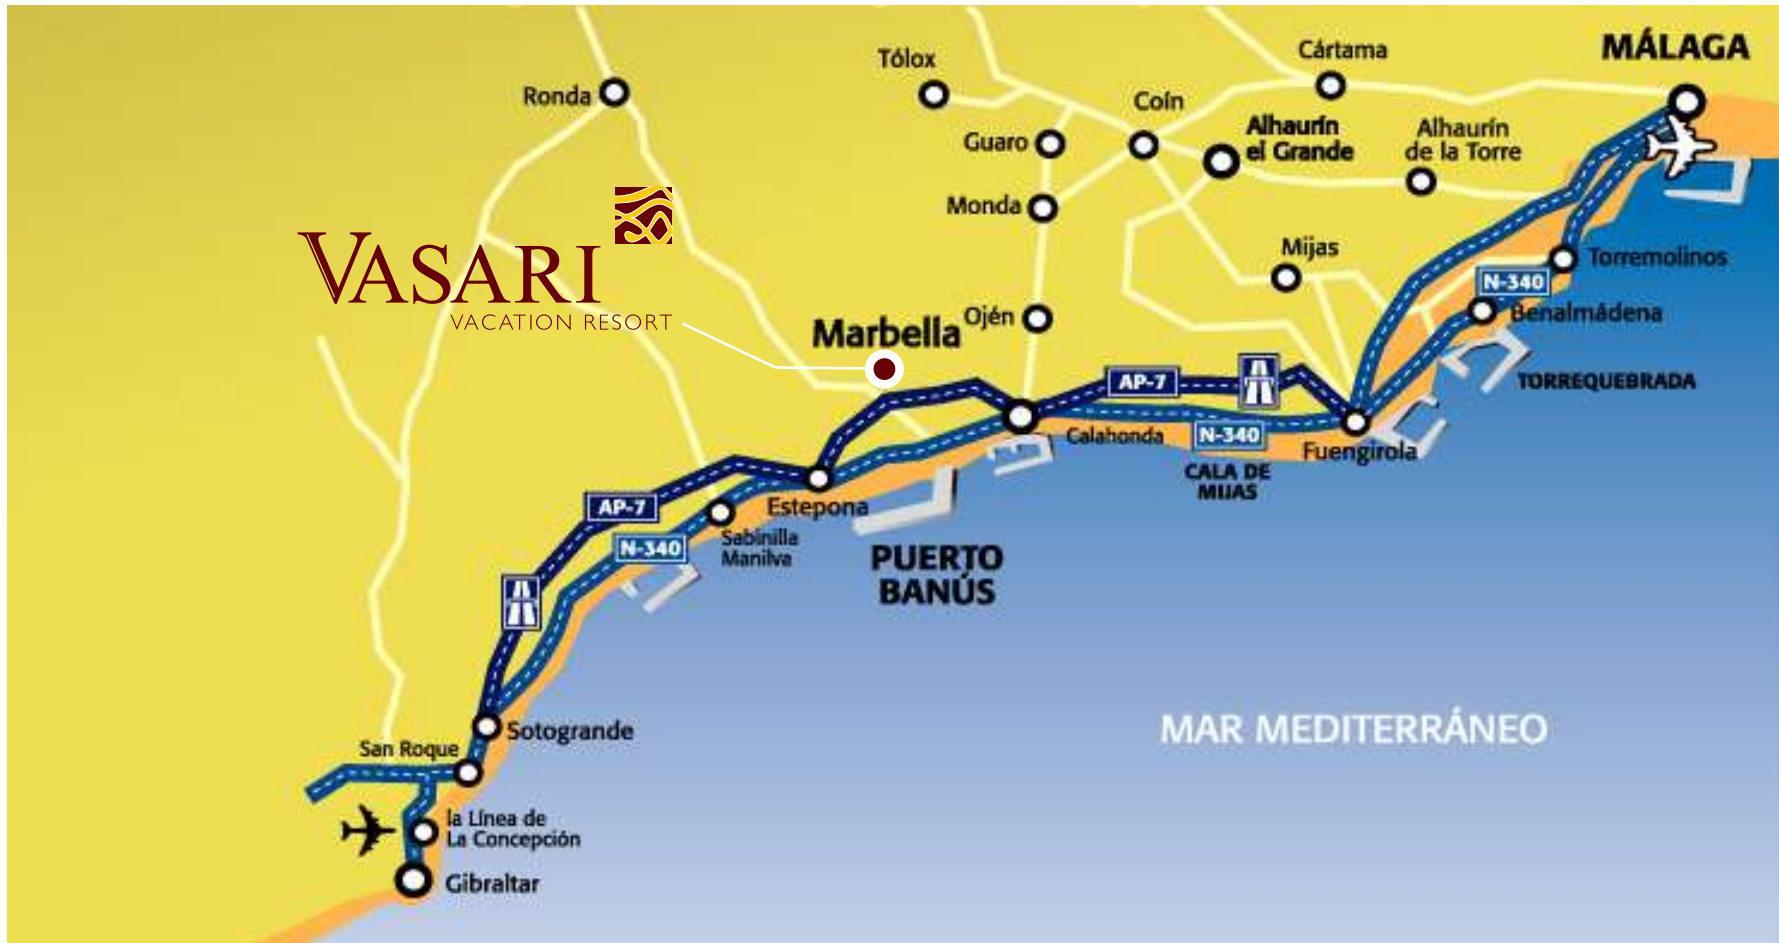 MÁLAGA
Cártama
Tólox
Ronda
Coín
Alhaurín
el Grande
Alhaurín
de la Torre
Guaro
Monda
VASARI
VACATION RESORT
Mijas
Torremolinos
N-340
Benalmádena
Ojén
Marbella
AP-7
TORREQUEBRADA
Calahonda
N-340
Fuengirola
CALA DE
MIJAS
AP-7
Estepona
N-340
Sabinilla
Manilva
PUERTO
BANÚS
MAR MEDITERRÁNEO
Sotogrande
San Roque
la Línea de
La Concepción
Gibraltar